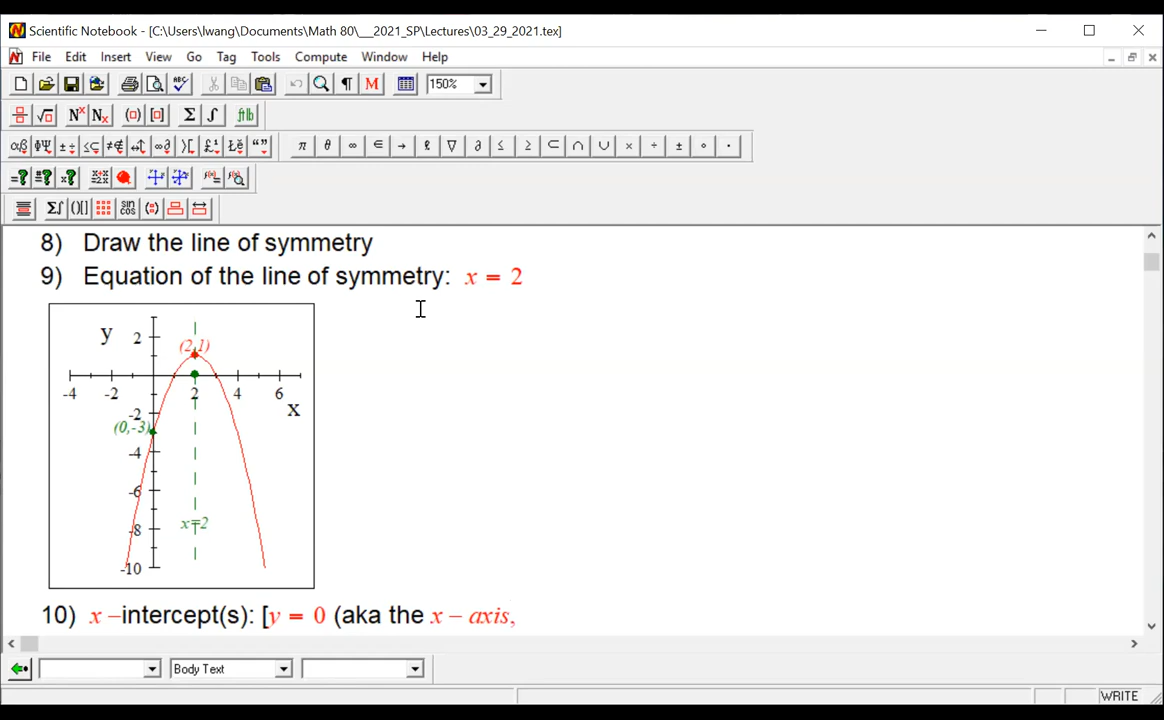 Scientific Notebook - [C:\Users\lwang\Documents\Math 80\__2021_SP\Lectures\03_29_2021.tex]
File Edit Insert View Go Tag Tools Compute Window Help
150%
8) Draw the line of symmetry
9) Equation of the line of symmetry: x = 2
y
2
(2,1)
-4 -2 2 4 6
x
-2
(0,-3)
-4
-6
-8
x=2
-10
10) x –intercept(s): [y = 0 (aka the x – axis,
Body Text
WRITE